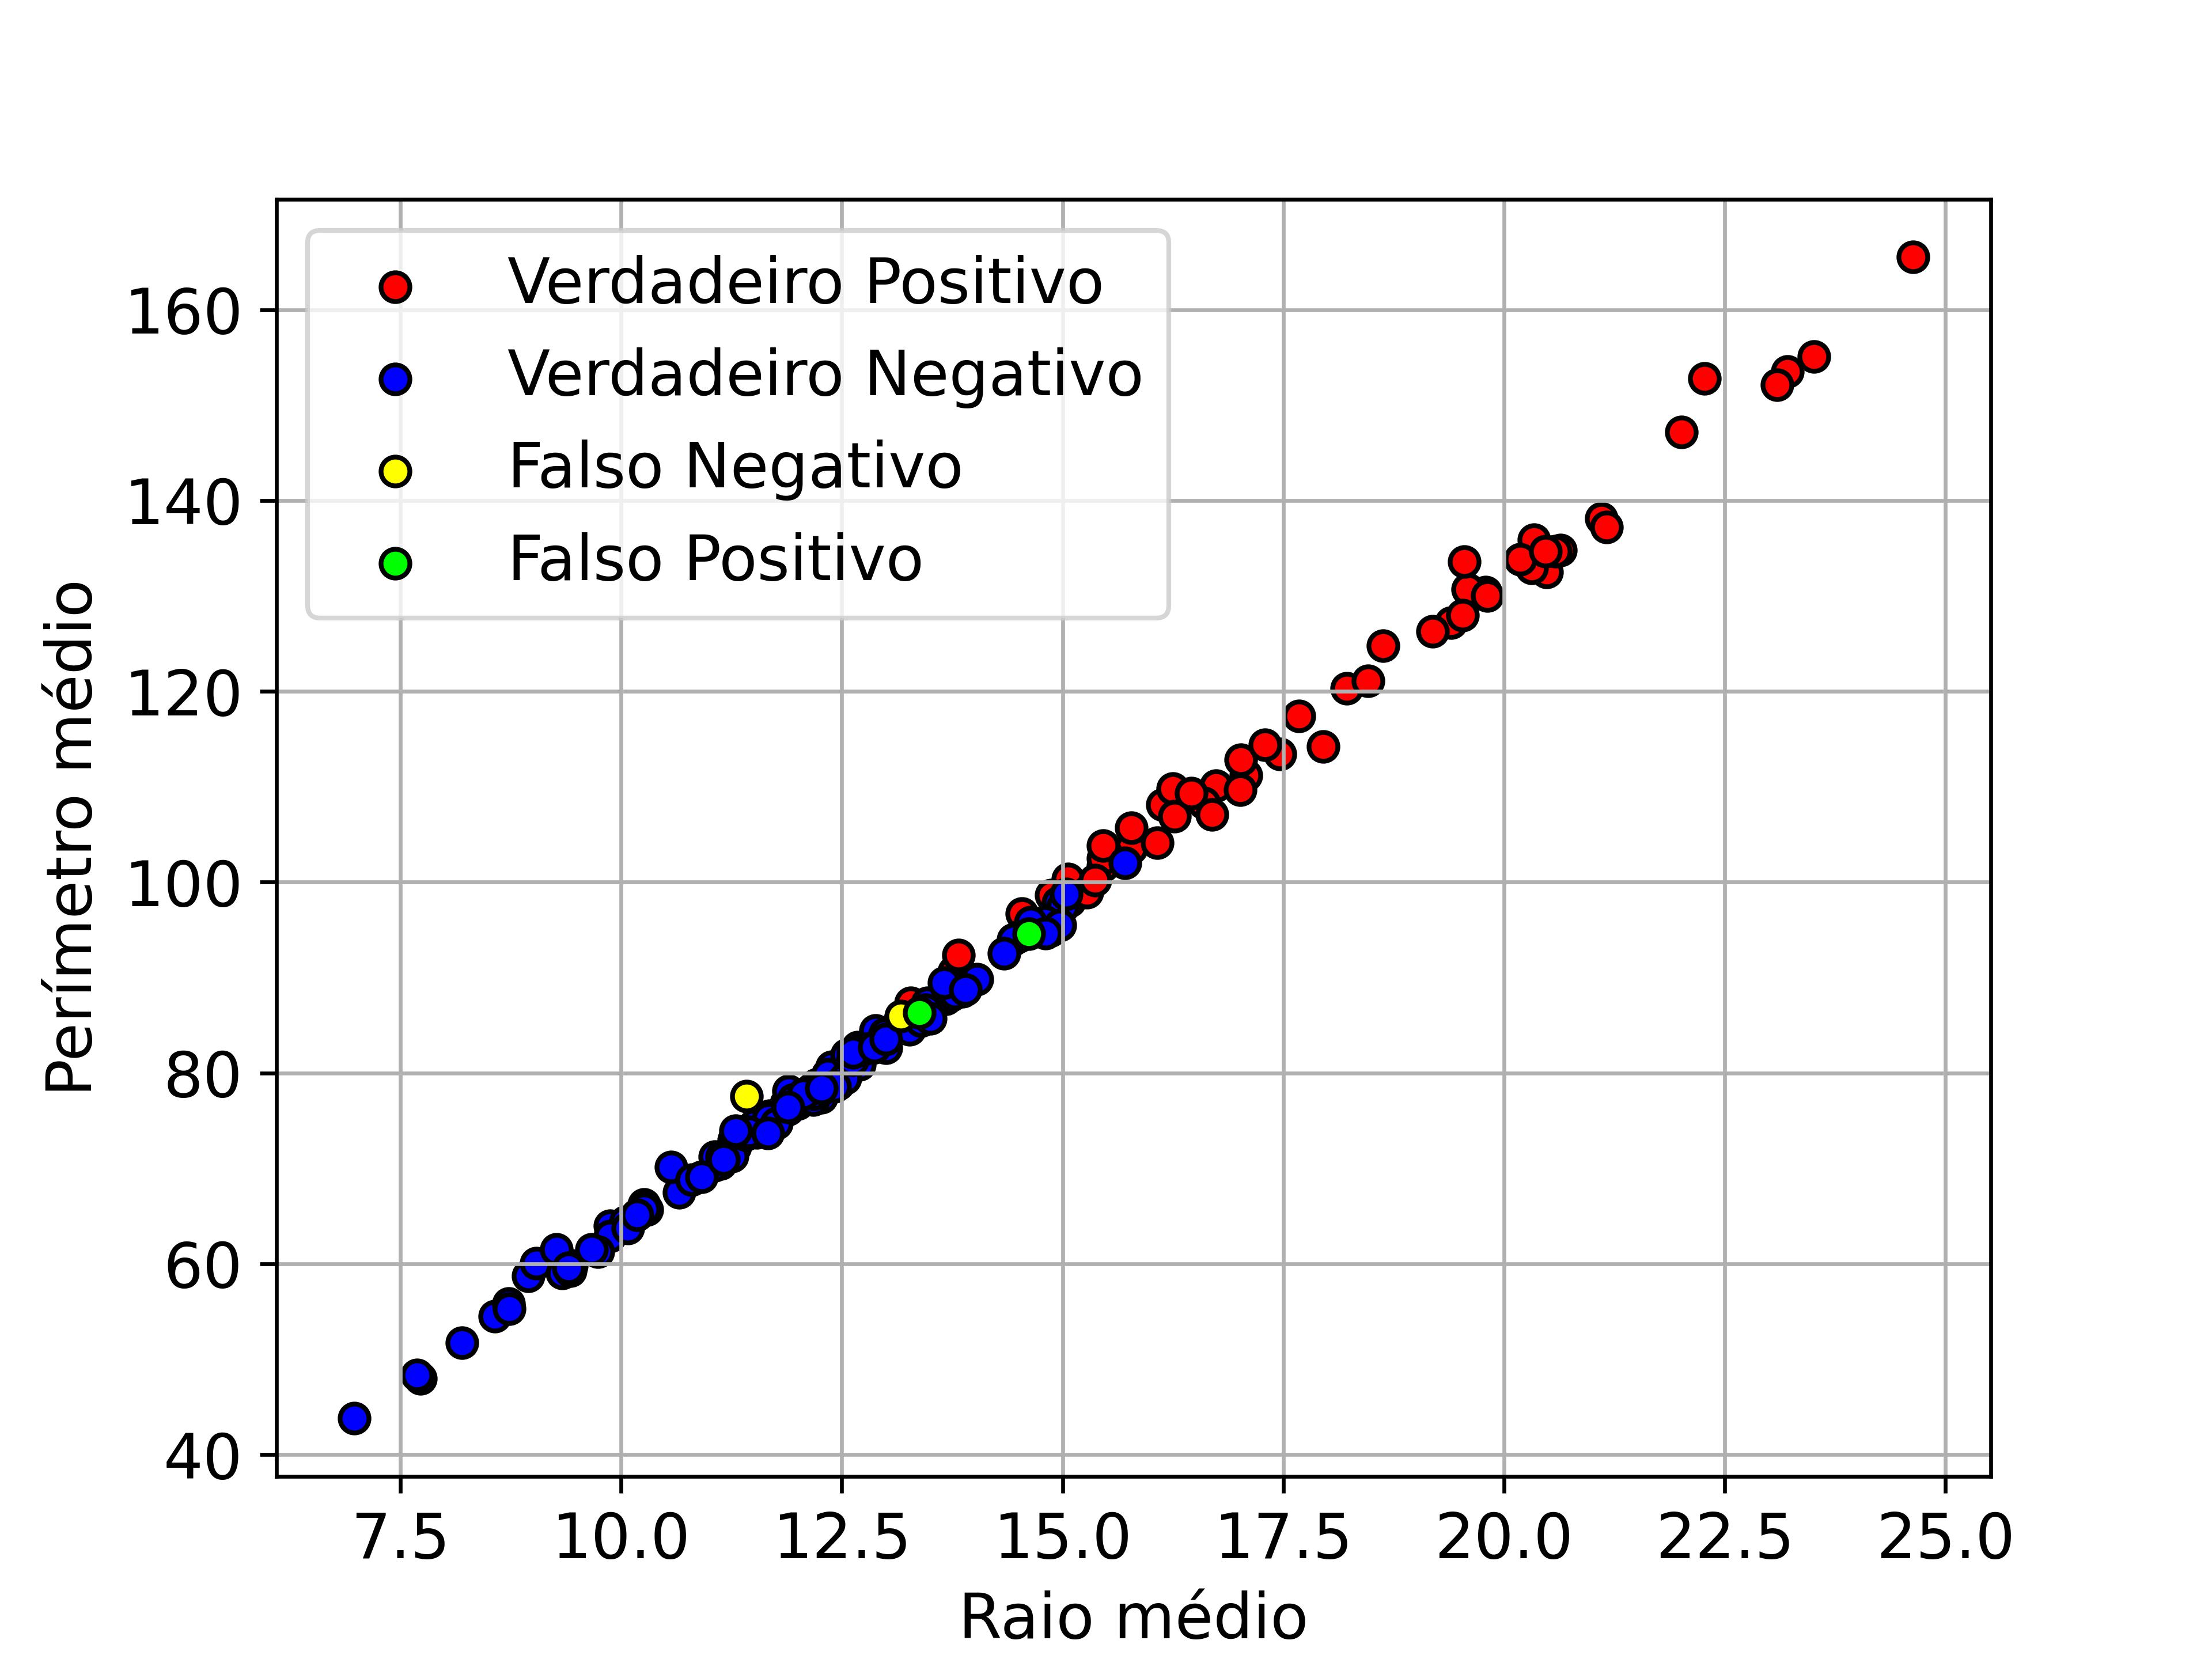 Verdadeiro Positivo
Verdadeiro Negativo
Falso Negativo
Falso Positivo
160
140
120
100
80
60
40
Perímetro médio
7.5 10.0 12.5 15.0 17.5 20.0 22.5 25.0
Raio médio